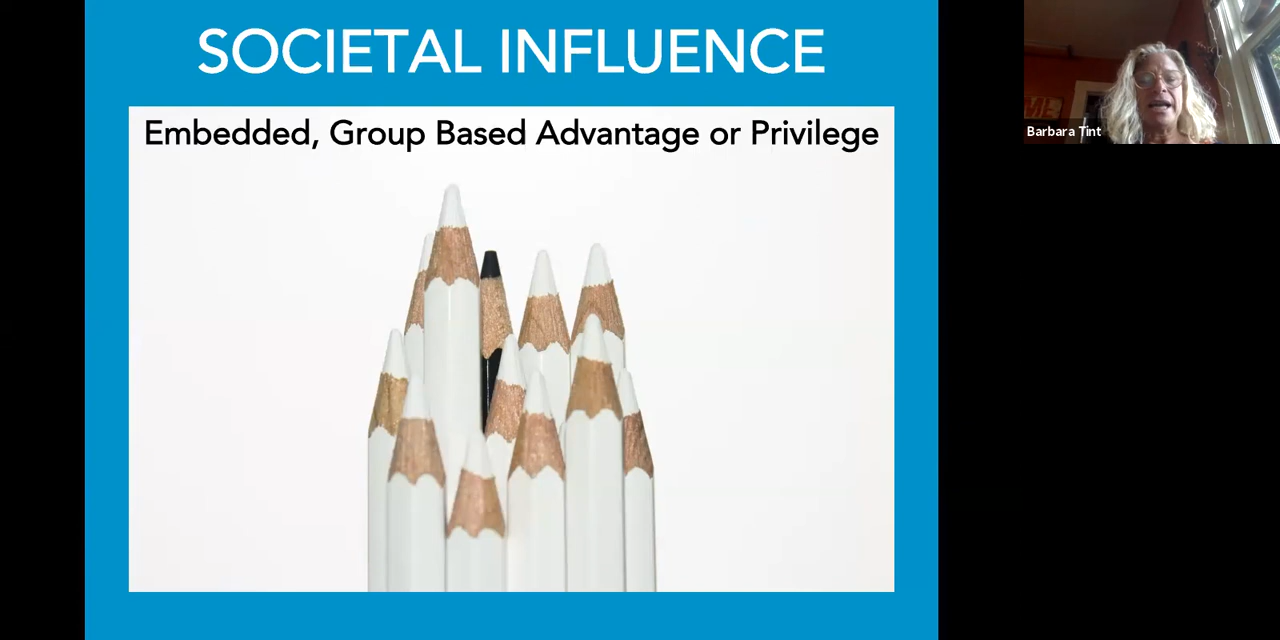 SOCIETAL INFLUENCE
Embedded, Group Based Advantage or Privilege
Barbara Tint